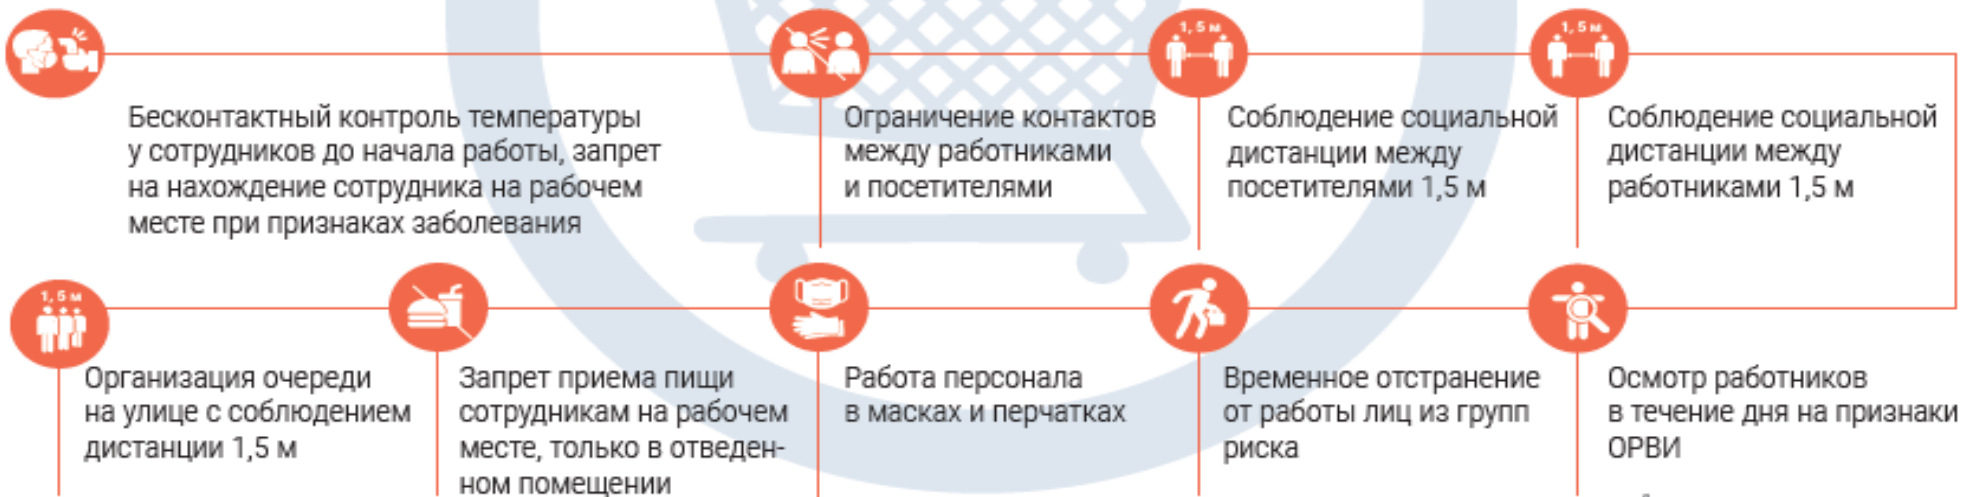 1,5 м
1,5 м
Бесконтактный контроль температуры
у сотрудников до начала работы, запрет
на нахождение сотрудника на рабочем
месте при признаках заболевания
Ограничение контактов
между работниками
и посетителями
Соблюдение социальной
дистанции между
посетителями 1,5 м
Соблюдение социальной
дистанции между
работниками 1,5 м
1,5 м
Организация очереди
на улице с соблюдением
дистанции 1,5 м
Запрет приема пищи
сотрудникам на рабочем
месте, только в отведен-
ном помещении
Работа персонала
в масках и перчатках
Временное отстранение
от работы лиц из групп
риска
Осмотр работников
в течение дня на признаки
ОРВИ